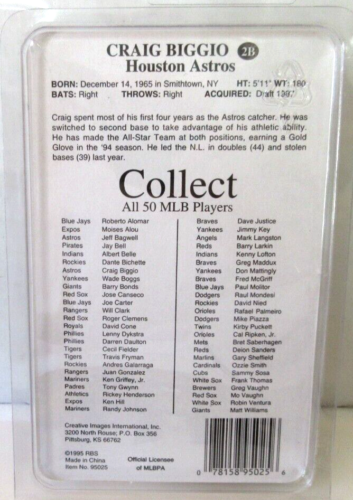 CRAIG BIGGIO 2B
Houston Astros
BORN: December 14, 1965 in Smithtown, NY HT: 5'11" WT: 180
BATS: Right THROWS: Right ACQUIRED: Draft
Craig spent most of his first four years as the Astros catcher. He was
switched to second base to take advantage of his athletic ability.
He has made the All-Star Team at both positions, earning a Gold
Glove in the '94 season. He led the N.L. in doubles (44) and stolen
bases (39) last year.
Collect
All 50 MLB Players
Blue Jays Roberto Alomar
Expos Moises Alou
Astros Jeff Bagwell
Pirates Jay Bell
Indians Albert Belle
Rockies Dante Bichette
Astros Craig Biggio
Yankees Wade Boggs
Giants Barry Bonds
Red Sox Jose Canseco
Blue Jays Joe Carter
Rangers Will Clark
Red Sox Roger Clemens
Royals David Cone
Phillies Lenny Dykstra
Phillies Darren Daulton
Tigers Cecil Fielder
Tigers Travis Fryman
Rockies Andres Galarraga
Rangers Juan Gonzalez
Mariners Ken Griffey, Jr.
Padres Tony Gwynn
Athletics Rickey Henderson
Expos Ken Hill
Mariners Randy Johnson
Braves Dave Justice
Yankees Jimmy Key
Angels Mark Langston
Reds Barry Larkin
Indians Kenny Lofton
Braves Greg Maddux
Yankees Don Mattingly
Braves Fred McGriff
Blue Jays Paul Molitor
Dodgers Raul Mondesi
Rockies David Nied
Orioles Rafael Palmeiro
Dodgers Mike Piazza
Twins Kirby Puckett
Orioles Cal Ripken, Jr.
Mets Bret Saberhagen
Reds Deion Sanders
Marlins Gary Sheffield
Cardinals Ozzie Smith
Cubs Sammy Sosa
White Sox Frank Thomas
Brewers Greg Vaughn
Red Sox Mo Vaughn
White Sox Robin Ventura
Giants Matt Williams
Creative Images International, Inc.
3200 North Rouse; P.O. Box 356
Pittsburg, KS 66762
©1995 RBS
Made in China
Item No. 95025
Official Licensee
of MLBPA
0 78158 95025 6